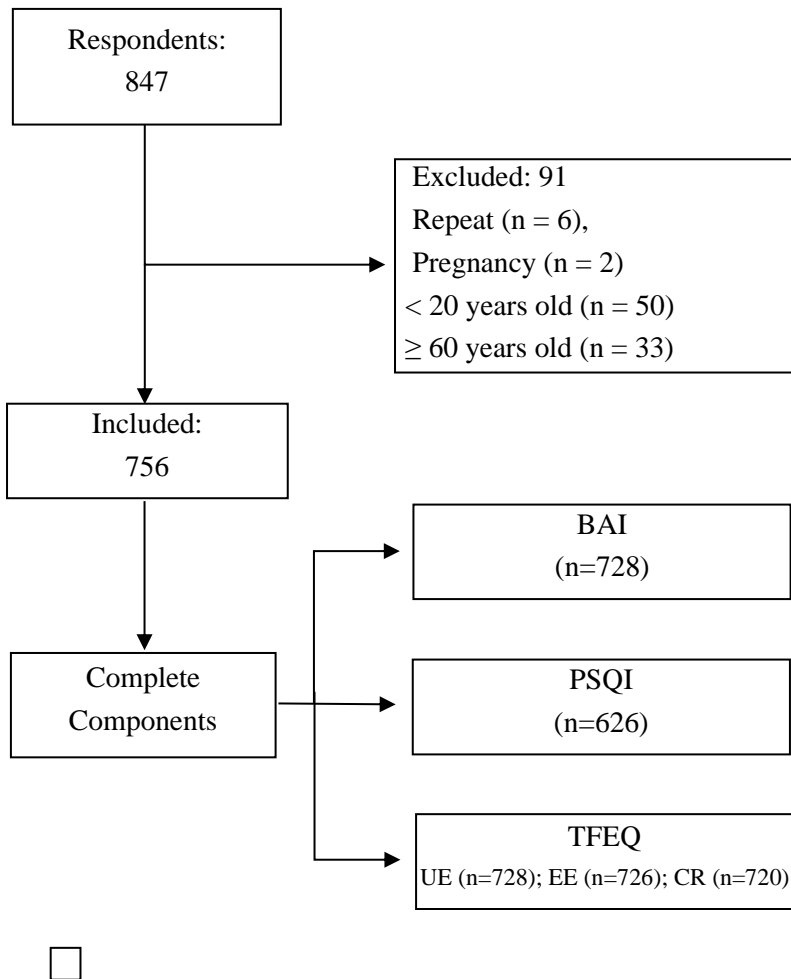 Respondents:
847
Excluded: 91
Repeat (n = 6),
Pregnancy (n = 2)
< 20 years old (n = 50)
≥ 60 years old (n = 33)
Included:
756
BAI
(n=728)
Complete
Components
PSQI
(n=626)
TFEQ
UE (n=728); EE (n=726); CR (n=720)